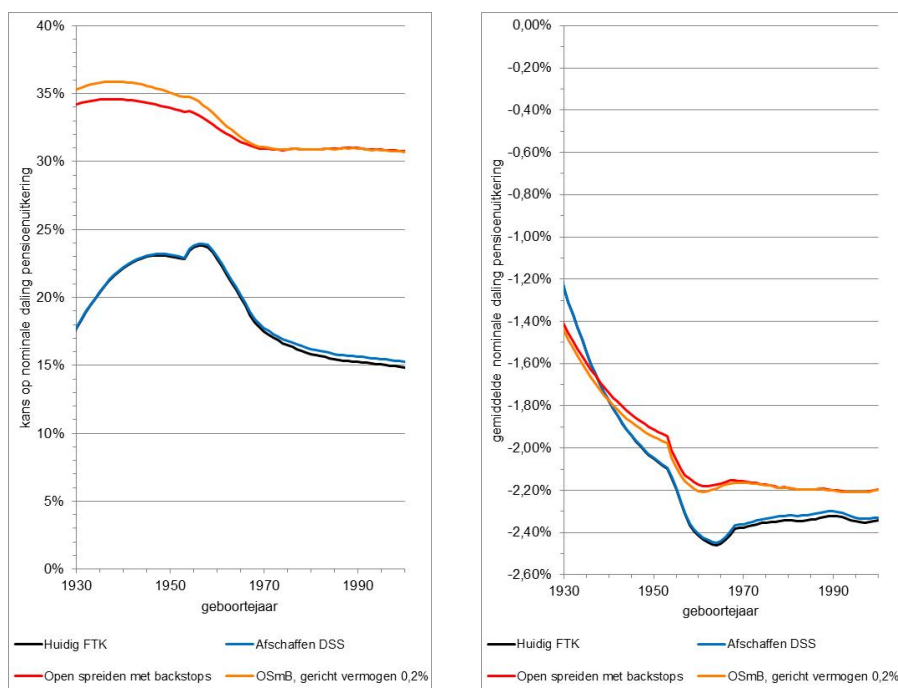 40%
35%
30%
25%
20%
15%
10%
5%
0%
kans op nominale daling pensioenuitkering
1930 1950 1970 1990
geboortejaar
Huidig FTK Afschaffen DSS
Open spreiden met backstops OSmB, gericht vermogen 0,2%
0,00%
-0,20%
-0,40%
-0,60%
-0,80%
-1,00%
-1,20%
-1,40%
-1,60%
-1,80%
-2,00%
-2,20%
-2,40%
-2,60%
gemiddelde nominale daling pensioenuitkering
1930 1950 1970 1990
geboortejaar
Huidig FTK Afschaffen DSS
Open spreiden met backstops OSmB, gericht vermogen 0,2%